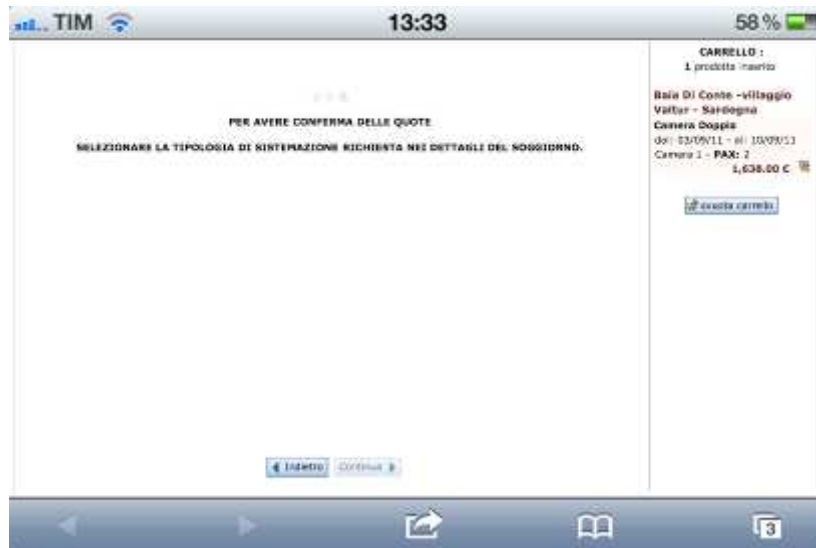 TIM
13:33
58 %
PER AVERE CONFERMA DELLE QUOTE
SELEZIONARE LA TIPOLOGIA DI SISTEMAZIONE RICHIESTA NEI DETTAGLI DEL SOGGIORNO.
Indietro
Continua
CARRELLO :
1 prodotto inserito
Baia Di Conte -villaggio
Valtur - Sardegna
Camera Doppia
del: 03/09/11 - al: 10/09/11
Camera 1 - PAX: 2
1,638.00 €
svuota carrello
3